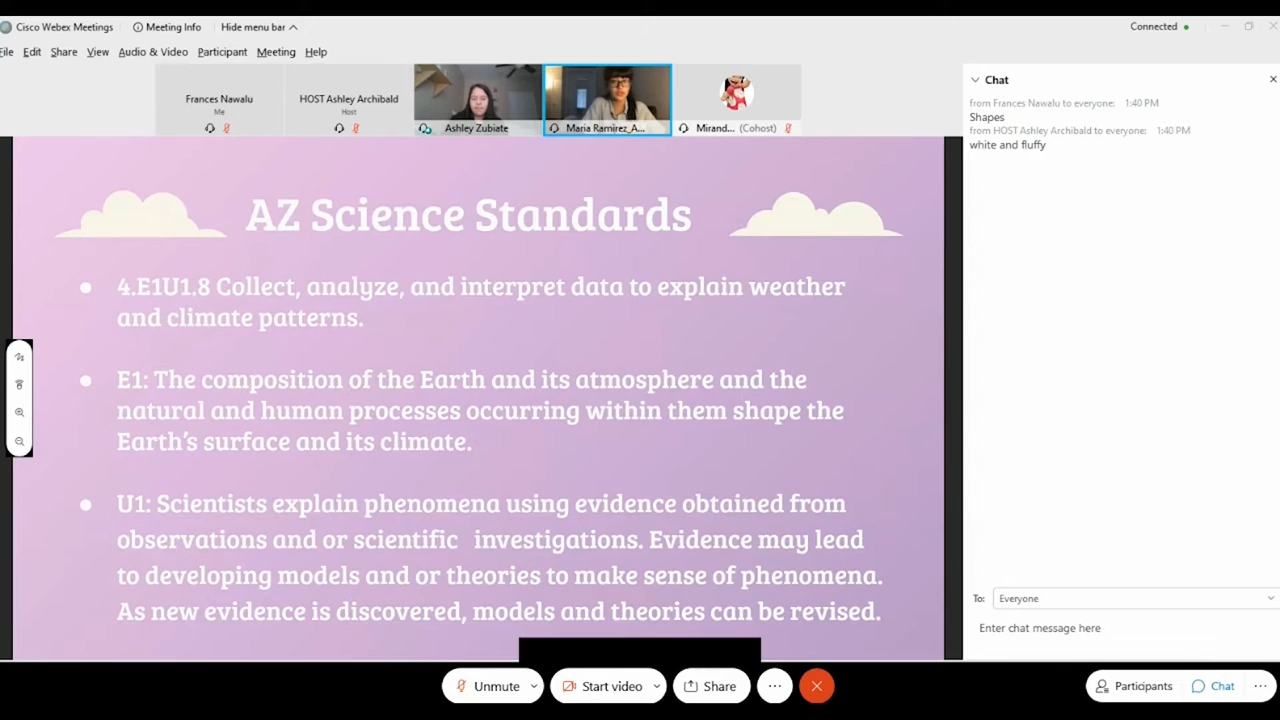 Cisco Webex Meetings
Meeting Info
Hide menu bar
Connected
File Edit Share View Audio & Video Participant Meeting Help
Frances Nawalu
Me
HOST Ashley Archibald
Host
Ashley Zubiate
Maria Ramirez_A...
Mirand... (Cohost)
Chat
from Frances Nawalu to everyone: 1:40 PM
Shapes
from HOST Ashley Archibald to everyone: 1:40 PM
white and fluffy
AZ Science Standards
4.E1U1.8 Collect, analyze, and interpret data to explain weather
and climate patterns.
E1: The composition of the Earth and its atmosphere and the
natural and human processes occurring within them shape the
Earth's surface and its climate.
U1: Scientists explain phenomena using evidence obtained from
observations and or scientific investigations. Evidence may lead
to developing models and or theories to make sense of phenomena.
As new evidence is discovered, models and theories can be revised.
To: Everyone
Enter chat message here
Unmute
Start video
Share
Participants
Chat